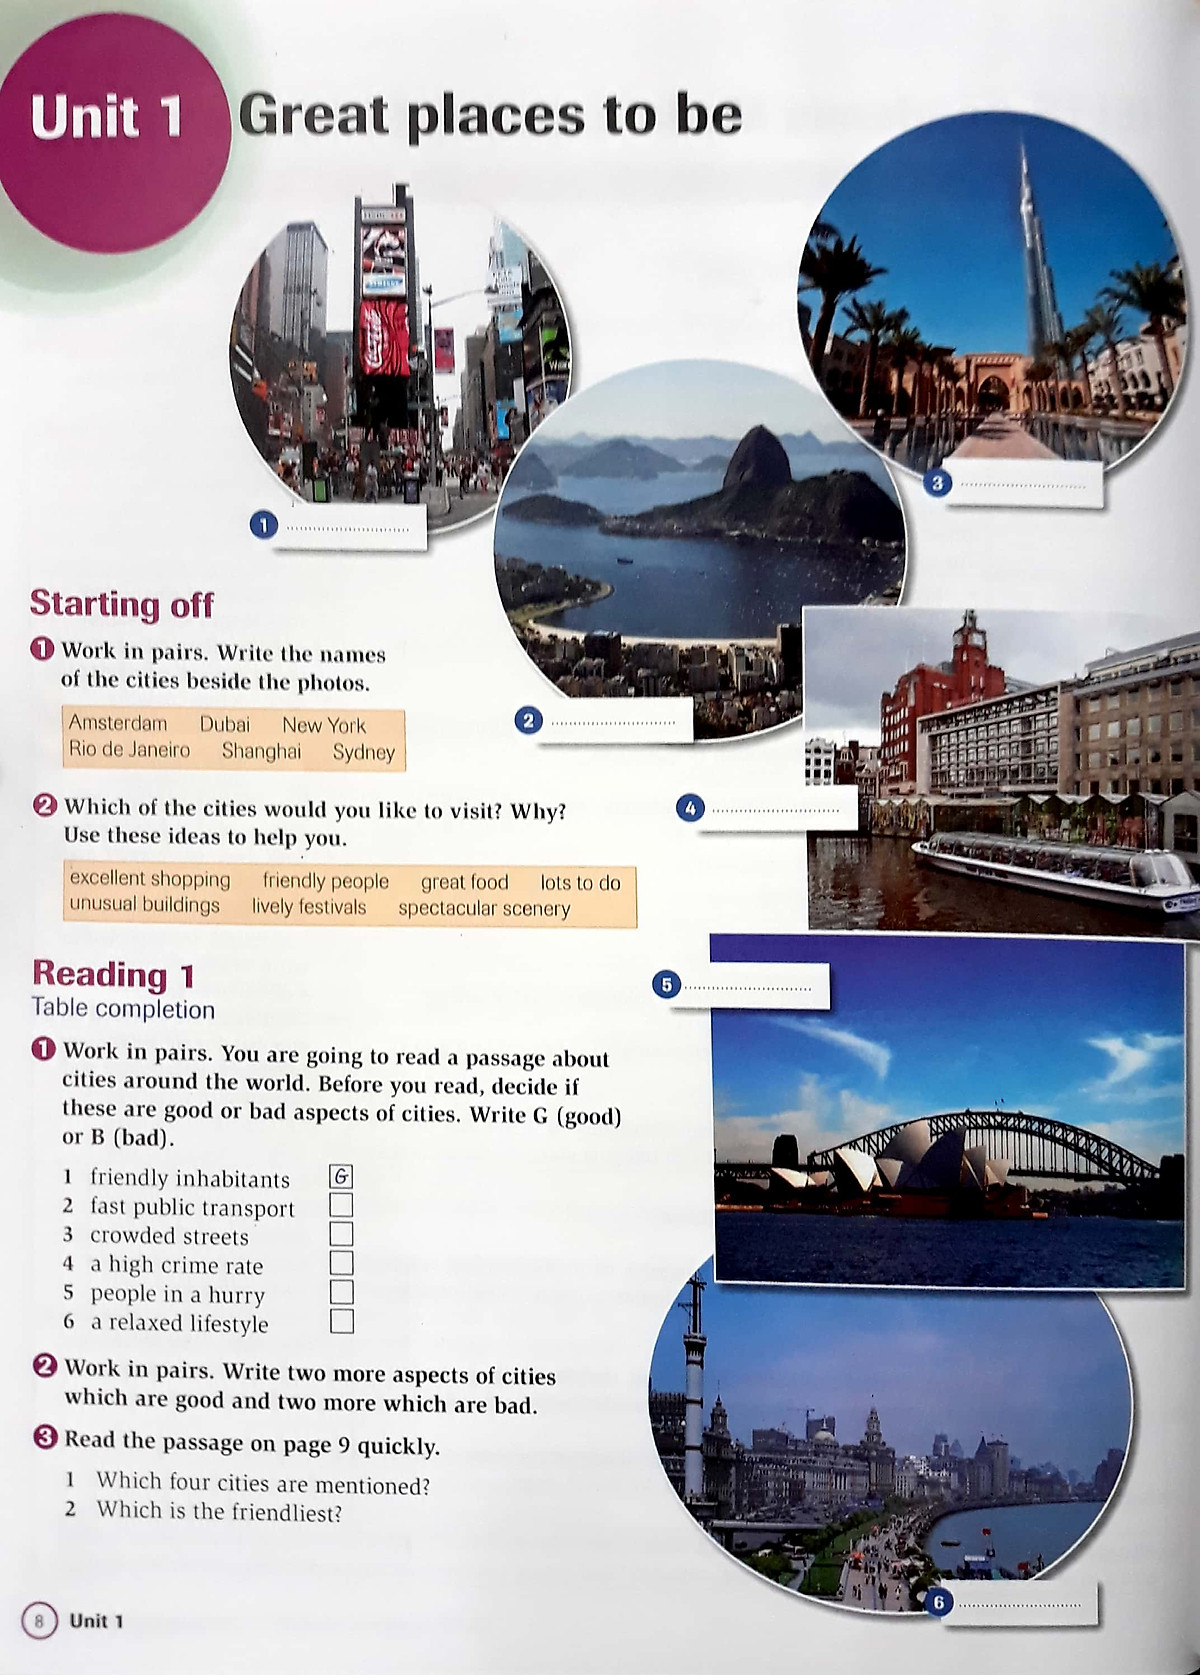 Unit 1
Great places to be
1
2
3
4
5
6
Starting off
1 Work in pairs. Write the names
of the cities beside the photos.
Amsterdam Dubai New York
Rio de Janeiro Shanghai Sydney
2 Which of the cities would you like to visit? Why?
Use these ideas to help you.
excellent shopping friendly people great food lots to do
unusual buildings lively festivals spectacular scenery
Reading 1
Table completion
1 Work in pairs. You are going to read a passage about
cities around the world. Before you read, decide if
these are good or bad aspects of cities. Write G (good)
or B (bad).
1 friendly inhabitants G
2 fast public transport
3 crowded streets
4 a high crime rate
5 people in a hurry
6 a relaxed lifestyle
2 Work in pairs. Write two more aspects of cities
which are good and two more which are bad.
3 Read the passage on page 9 quickly.
1 Which four cities are mentioned?
2 Which is the friendliest?
8 Unit 1